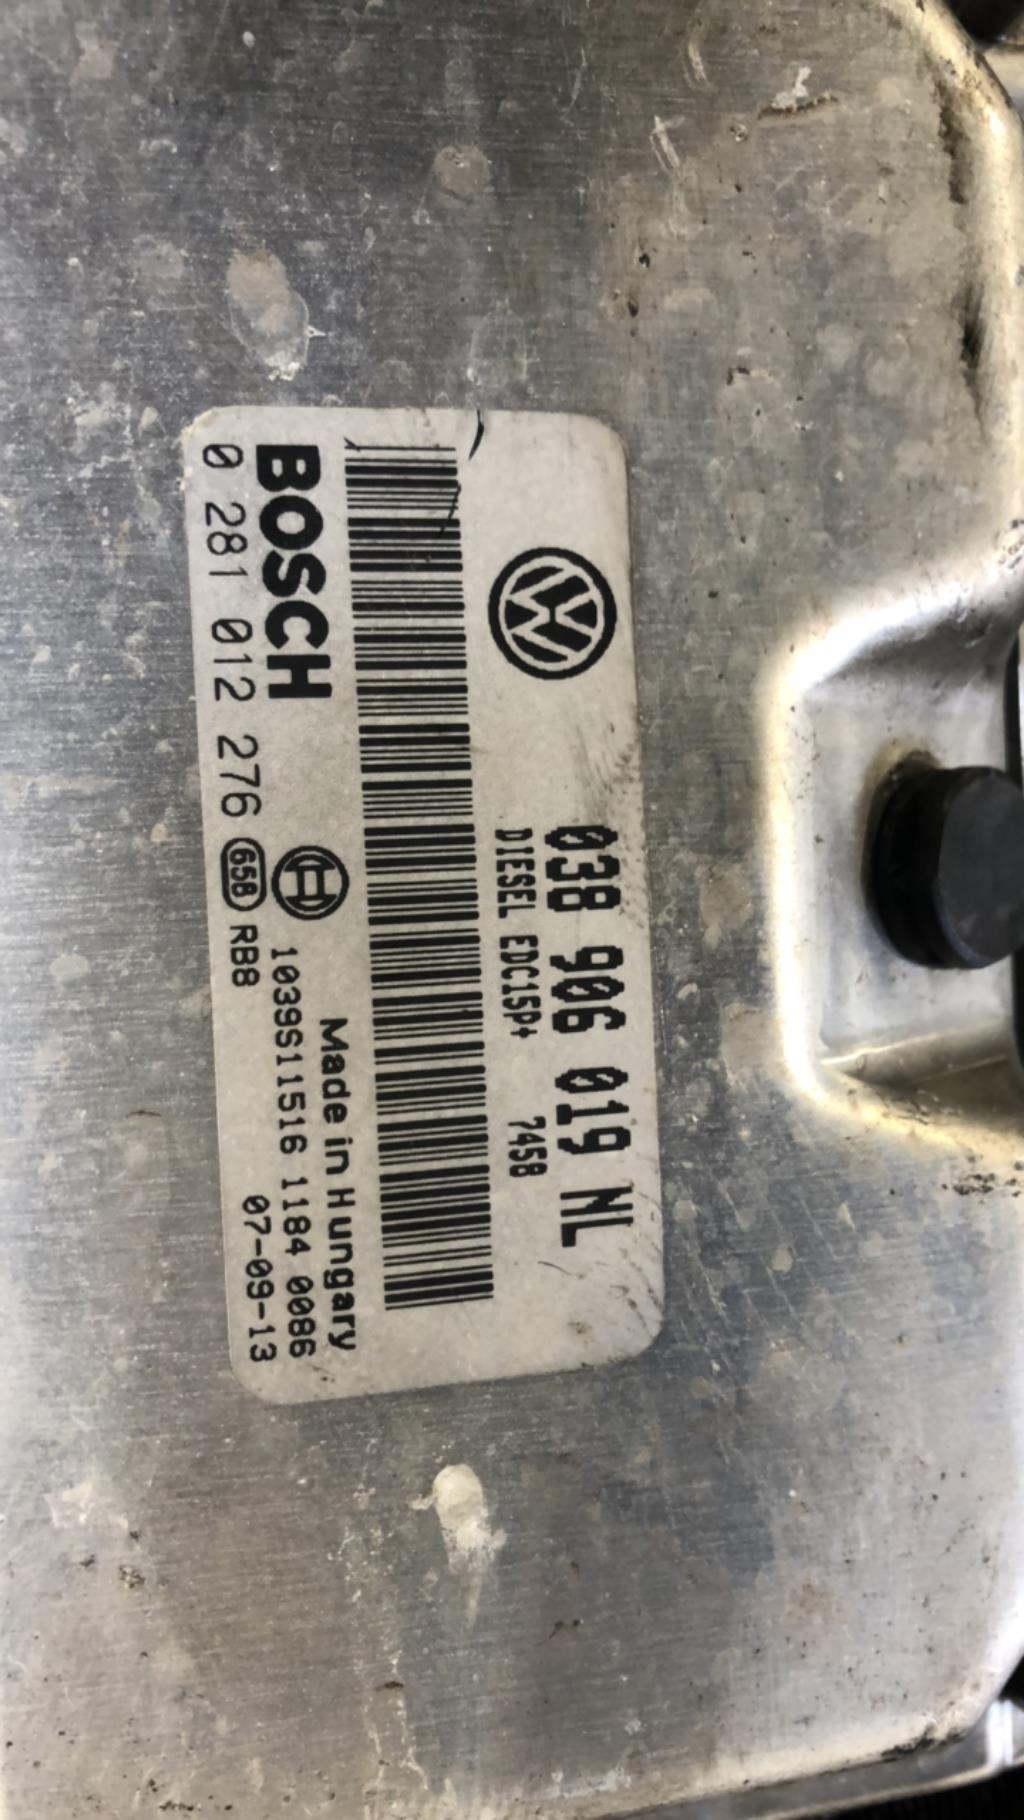 038 906 019 NL
DIESEL EDC15P+ 7458
Made in Hungary
BOSCH
1039S11516 1184 0086
0 281 012 276 658 RB8
07-09-13